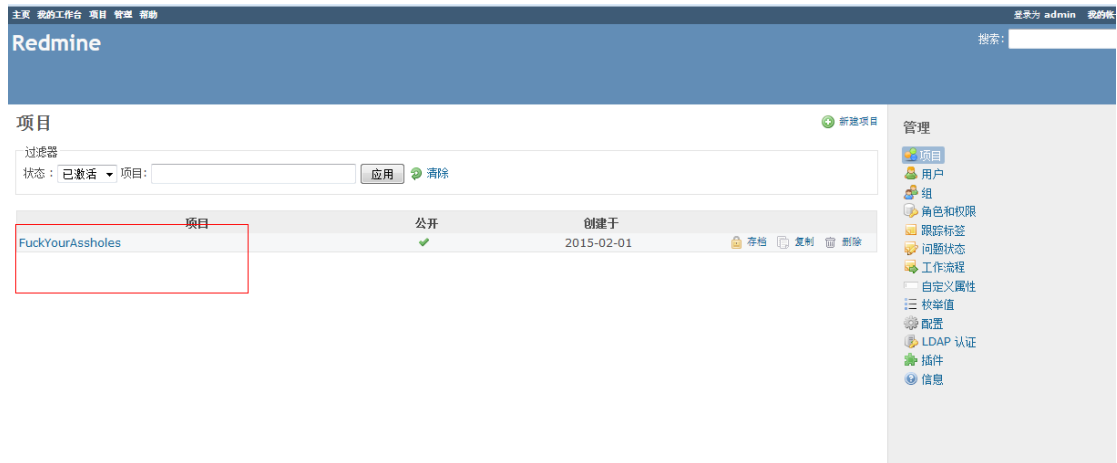 主页 我的工作台 项目 管理 帮助 登录为 admin 我的帐
Redmine 搜索:
项目 新建项目
过滤器
状态 : 已激活 项目: 应用 清除
项目 公开 创建于
FuckYourAssholes 2015-02-01 存档 复制 删除
管理
项目
用户
组
角色和权限
跟踪标签
问题状态
工作流程
自定义属性
枚举值
配置
LDAP 认证
插件
信息